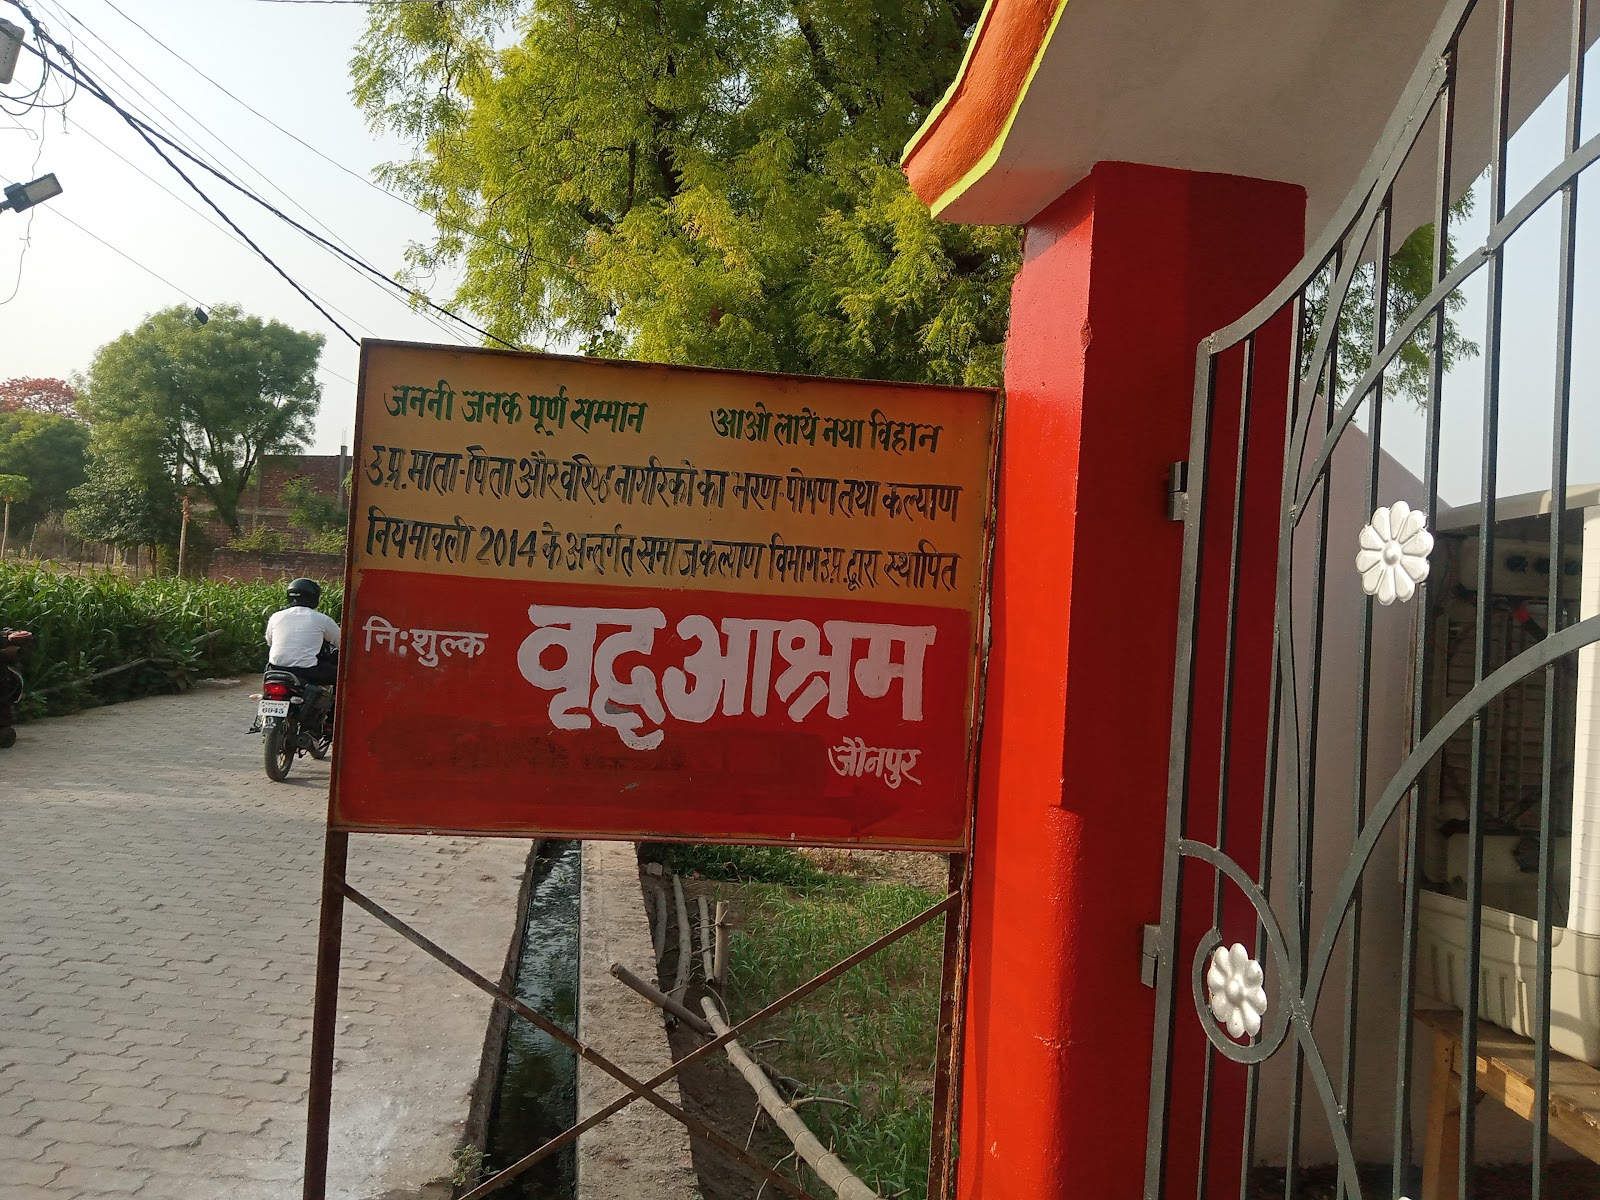 जननी जनक पूर्ण सम्मान आओ लायें नया विहान
उ.प्र. माता-पिता और वरिष्ठ नागरिकों का भरण-पोषण तथा कल्याण
नियमावली 2014 के अन्तर्गत समाज कल्याण विभाग उ.प्र. द्वारा स्थापित
नि:शुल्क वृद्ध आश्रम
जौनपुर
6945